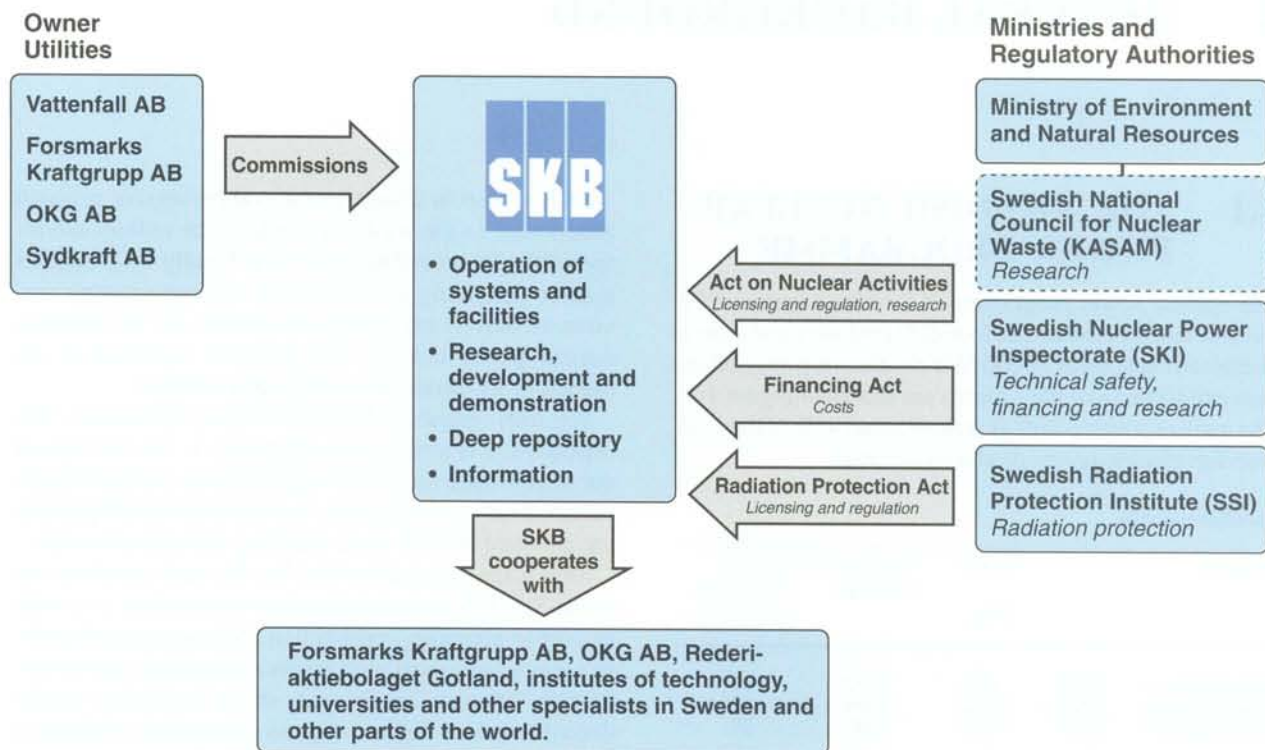 Owner
Utilities
Vattenfall AB
Forsmarks
Kraftgrupp AB
OKG AB
Sydkraft AB
Commissions
SKB
• Operation of
systems and
facilities
• Research,
development and
demonstration
• Deep repository
• Information
Ministries and
Regulatory Authorities
Ministry of Environment
and Natural Resources
Swedish National
Council for Nuclear
Waste (KASAM)
Research
Swedish Nuclear Power
Inspectorate (SKI)
Technical safety,
financing and research
Swedish Radiation
Protection Institute (SSI)
Radiation protection
Act on Nuclear Activities
Licensing and regulation, research
Financing Act
Costs
Radiation Protection Act
Licensing and regulation
SKB
cooperates
with
Forsmarks Kraftgrupp AB, OKG AB, Rederi-
aktiebolaget Gotland, institutes of technology,
universities and other specialists in Sweden and
other parts of the world.